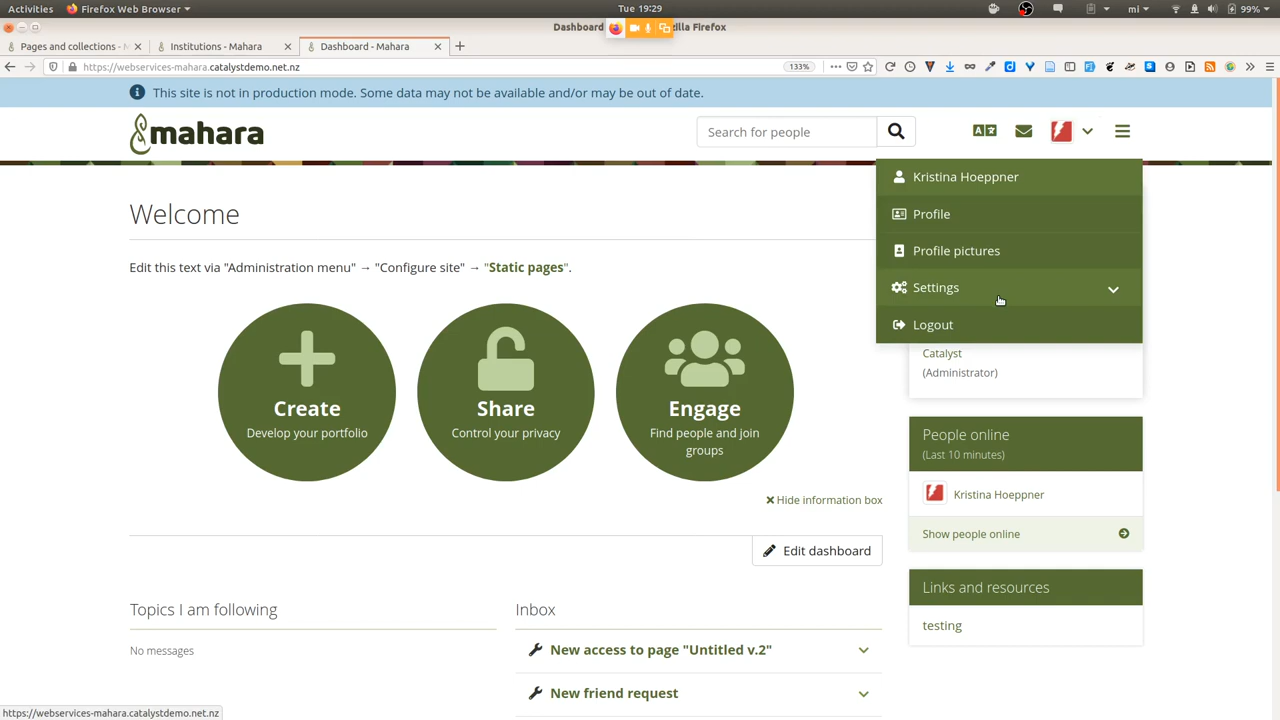 Activities
Firefox Web Browser
Tue 19:29
mi
99%
Dashboard
zilla Firefox
Pages and collections -
Institutions - Mahara
Dashboard - Mahara
https://webservices-mahara.catalystdemo.net.nz
133%
This site is not in production mode. Some data may not be available and/or may be out of date.
mahara
Search for people
Kristina Hoeppner
Profile
Profile pictures
Settings
Logout
Welcome
Edit this text via "Administration menu" → "Configure site" → "Static pages".
Create
Develop your portfolio
Share
Control your privacy
Engage
Find people and join
groups
Hide information box
Edit dashboard
Catalyst
(Administrator)
People online
(Last 10 minutes)
Kristina Hoeppner
Show people online
Links and resources
testing
Topics I am following
No messages
Inbox
New access to page "Untitled v.2"
New friend request
https://webservices-mahara.catalystdemo.net.nz